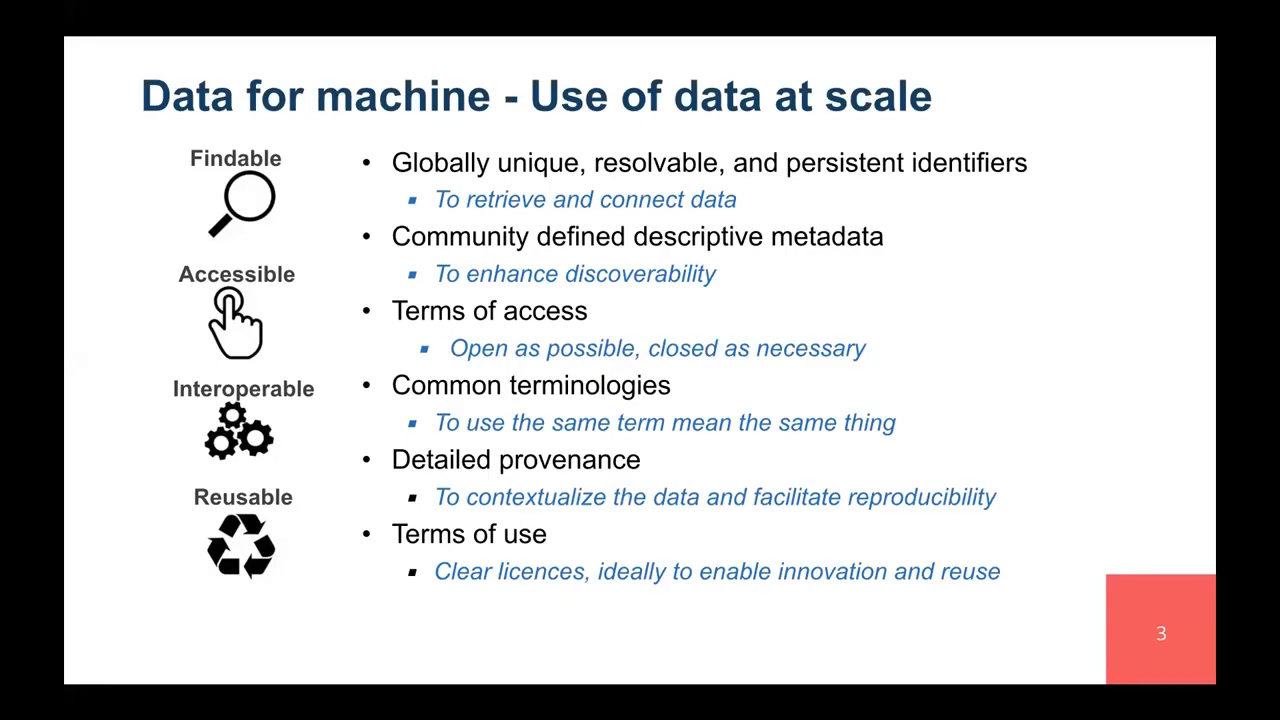 Data for machine - Use of data at scale
Findable
• Globally unique, resolvable, and persistent identifiers
▪ To retrieve and connect data
• Community defined descriptive metadata
Accessible
▪ To enhance discoverability
• Terms of access
▪ Open as possible, closed as necessary
Interoperable
• Common terminologies
▪ To use the same term mean the same thing
• Detailed provenance
Reusable
▪ To contextualize the data and facilitate reproducibility
• Terms of use
▪ Clear licences, ideally to enable innovation and reuse
3